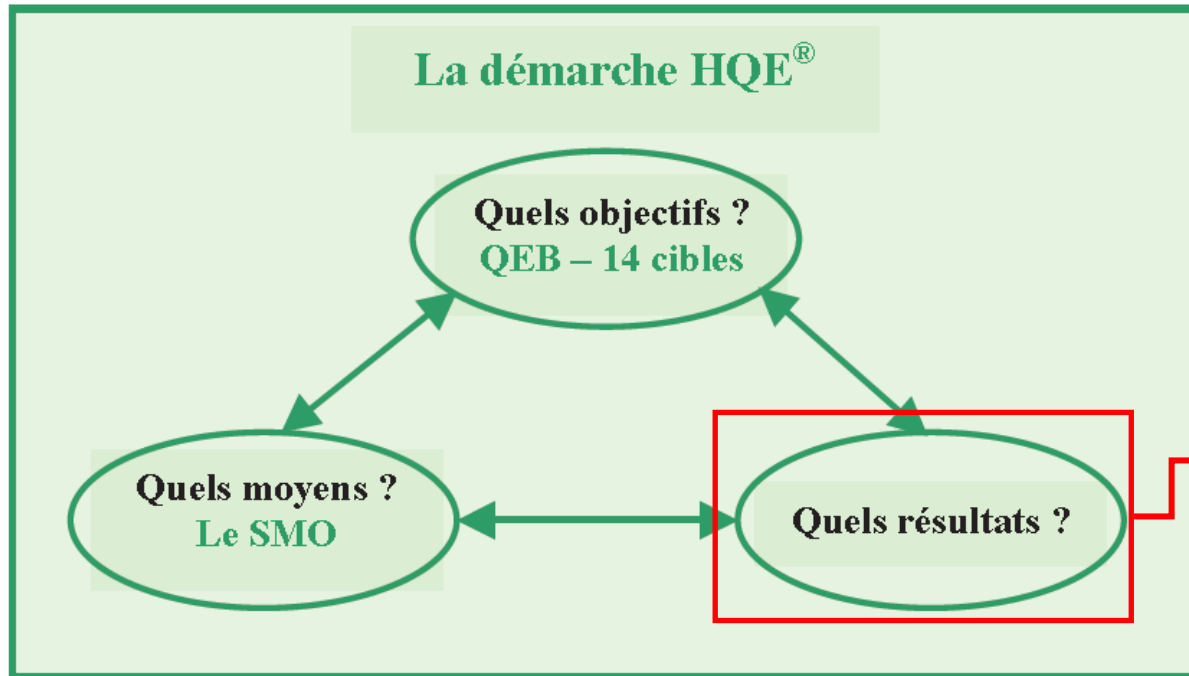 La démarche HQE®
Quels objectifs ?
QEB – 14 cibles
Quels moyens ?
Le SMO
Quels résultats ?